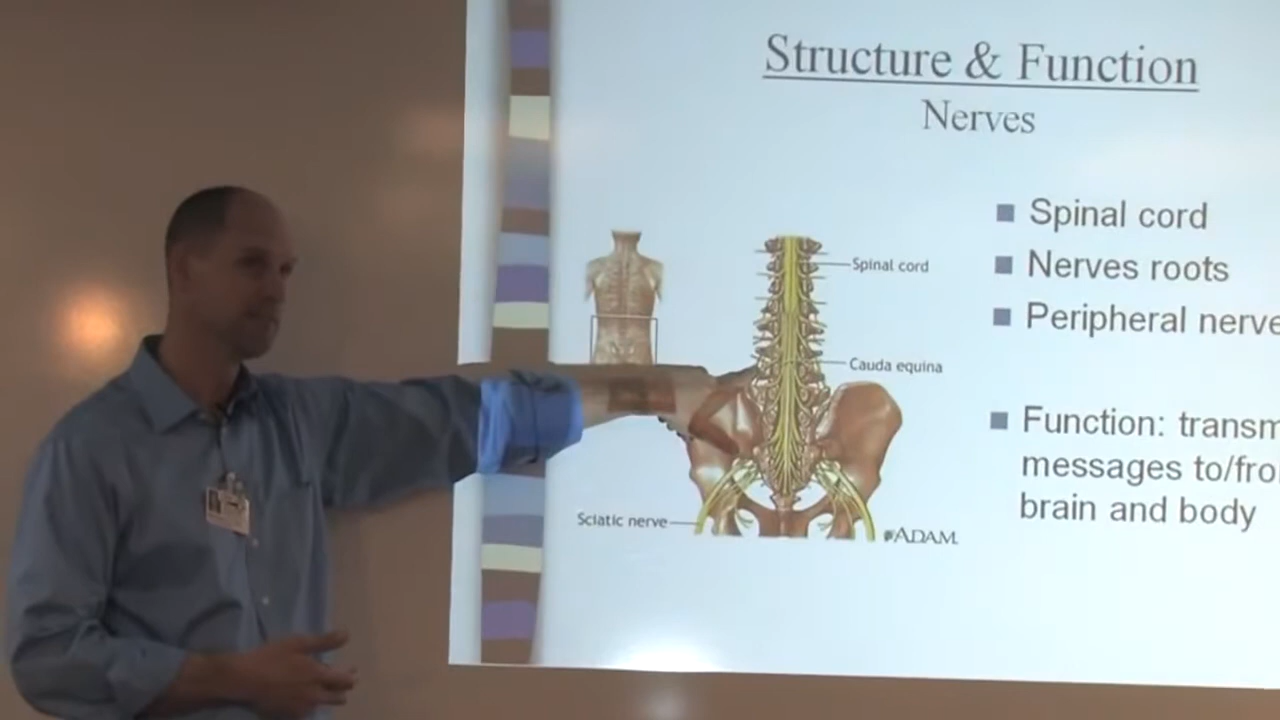 Structure & Function
Nerves
Spinal cord
Nerves roots
Peripheral nerve
Spinal cord
Cauda equina
Function: transm
messages to/fro
brain and body
Sciatic nerve
ADAM